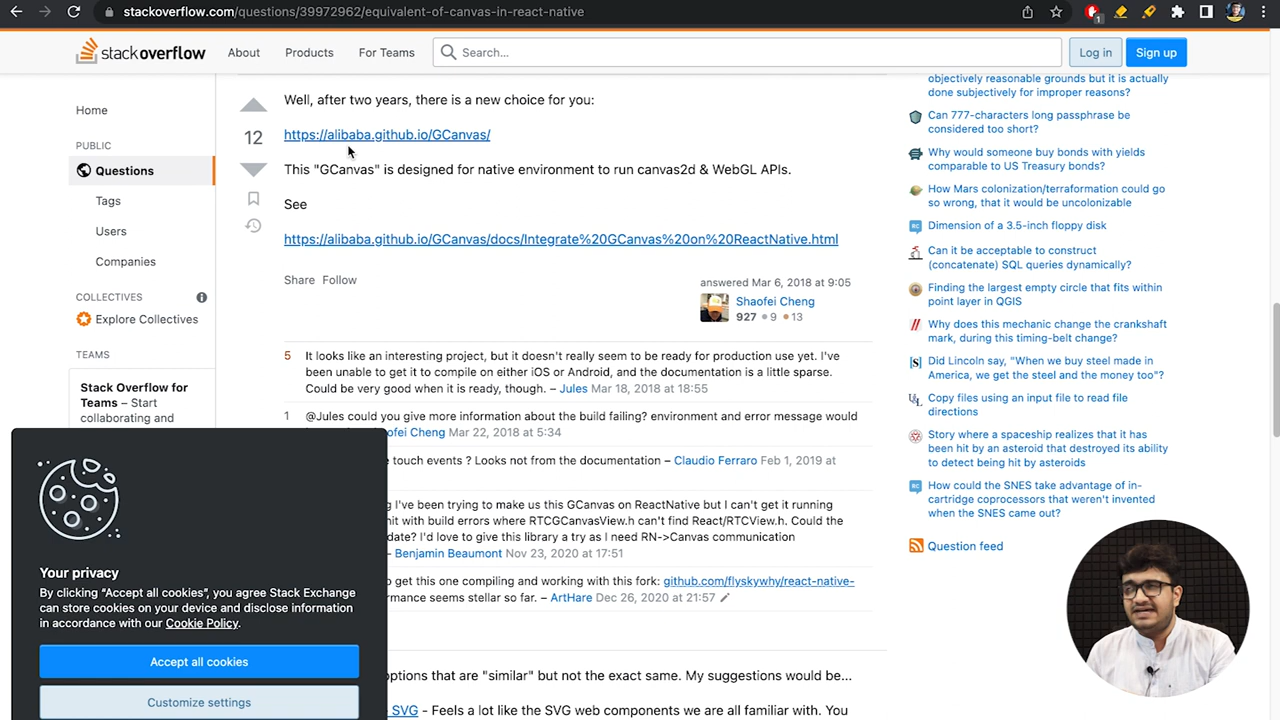 stackoverflow.com/questions/39972962/equivalent-of-canvas-in-react-native
1
stackoverflow
About
Products
For Teams
Search...
Log in
Sign up
Home
PUBLIC
Questions
Tags
Users
Companies
COLLECTIVES
Explore Collectives
TEAMS
Stack Overflow for
Teams – Start
collaborating and
Well, after two years, there is a new choice for you:
12
https://alibaba.github.io/GCanvas/
This "GCanvas" is designed for native environment to run canvas2d & WebGL APIs.
See
https://alibaba.github.io/GCanvas/docs/Integrate%20GCanvas%20on%20ReactNative.html
Share Follow
answered Mar 6, 2018 at 9:05
Shaofei Cheng
927 9 13
5 It looks like an interesting project, but it doesn't really seem to be ready for production use yet. I've
been unable to get it to compile on either iOS or Android, and the documentation is a little sparse.
Could be very good when it is ready, though. – Jules Mar 18, 2018 at 18:55
1 @Jules could you give more information about the build failing? environment and error message would
aofei Cheng Mar 22, 2018 at 5:34
e touch events ? Looks not from the documentation – Claudio Ferraro Feb 1, 2019 at
I've been trying to make us this GCanvas on ReactNative but I can't get it running
hit with build errors where RTCGCanvasView.h can't find React/RTCView.h. Could the
date? I'd love to give this library a try as I need RN->Canvas communication
– Benjamin Beaumont Nov 23, 2020 at 17:51
o get this one compiling and working with this fork: github.com/flyskywhy/react-native-
rmance seems stellar so far. – ArtHare Dec 26, 2020 at 21:57
options that are "similar" but not the exact same. My suggestions would be...
SVG - Feels a lot like the SVG web components we are all familiar with. You
objectively reasonable grounds but it is actually
done subjectively for improper reasons?
Can 777-characters long passphrase be
considered too short?
Why would someone buy bonds with yields
comparable to US Treasury bonds?
How Mars colonization/terraformation could go
so wrong, that it would be uncolonizable
Dimension of a 3.5-inch floppy disk
Can it be acceptable to construct
(concatenate) SQL queries dynamically?
Finding the largest empty circle that fits within
point layer in QGIS
Why does this mechanic change the crankshaft
mark, during this timing-belt change?
Did Lincoln say, "When we buy steel made in
America, we get the steel and the money too"?
Copy files using an input file to read file
directions
Story where a spaceship realizes that it has
been hit by an asteroid that destroyed its ability
to detect being hit by asteroids
How could the SNES take advantage of in-
cartridge coprocessors that weren't invented
when the SNES came out?
Question feed
Your privacy
By clicking "Accept all cookies", you agree Stack Exchange
can store cookies on your device and disclose information
in accordance with our Cookie Policy.
Accept all cookies
Customize settings